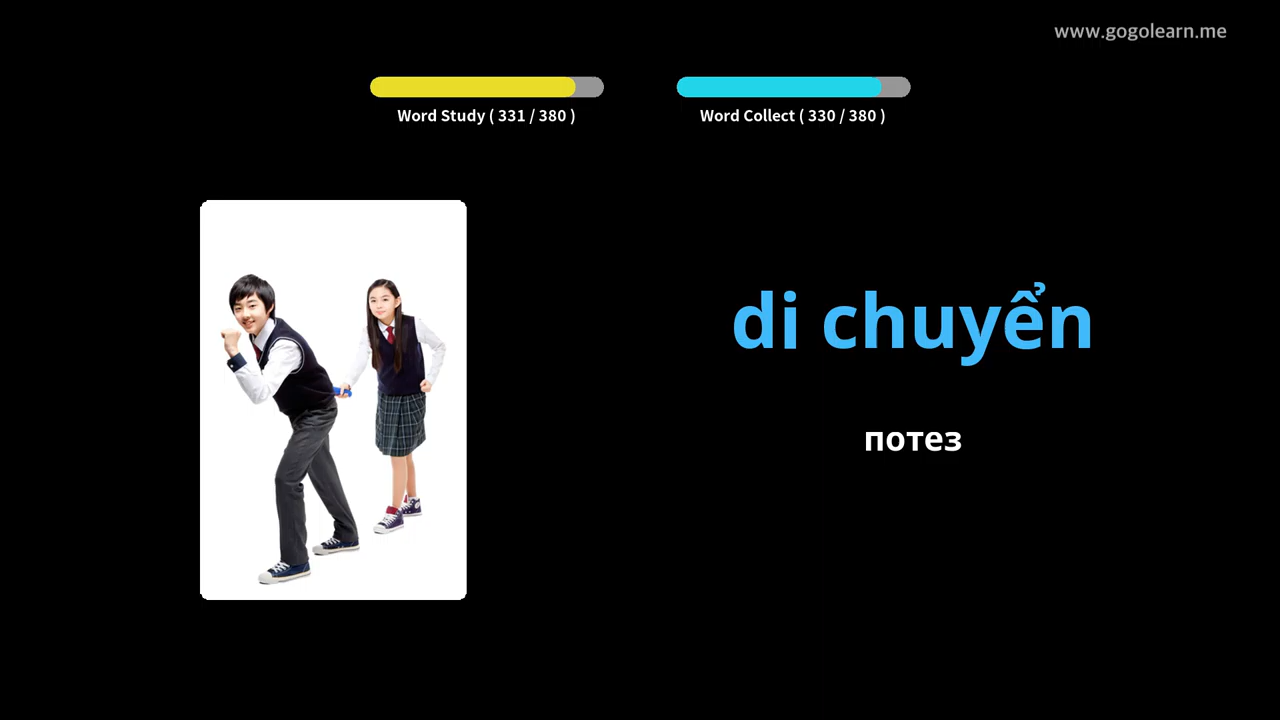 www.gogolearn.me
Word Study ( 331 / 380 )
Word Collect ( 330 / 380 )
di chuyển
потез